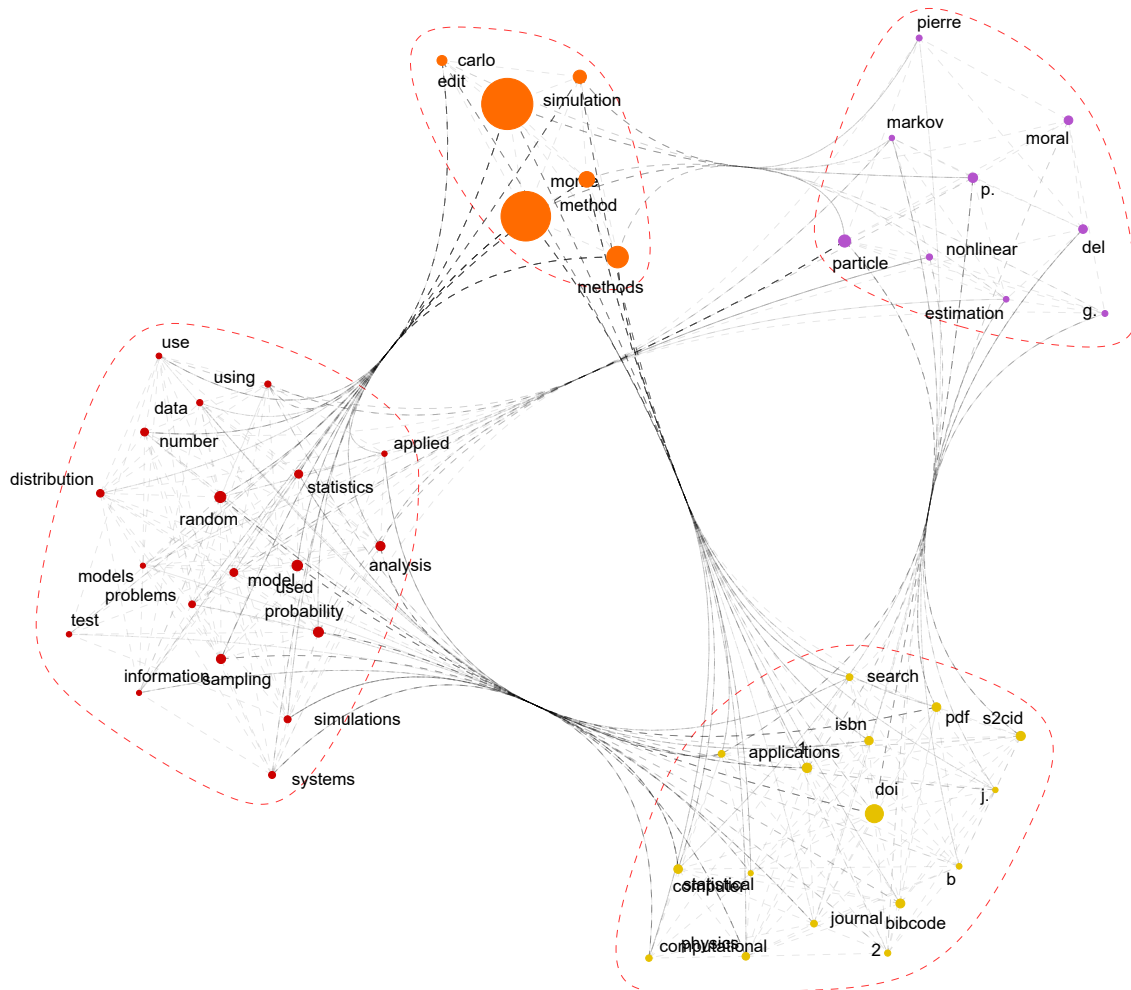 pierre
carlo
edit
simulation
markov
moral
monte
method
p.
nonlinear
del
particle
methods
estimation
g.
use
using
data
number
applied
distribution
statistics
random
analysis
models
model
used
problems
probability
test
information
sampling
simulations
systems
search
isbn
pdf
s2cid
applications
1
doi
j.
statistical
computer
b
journal
bibcode
physics
computational
2